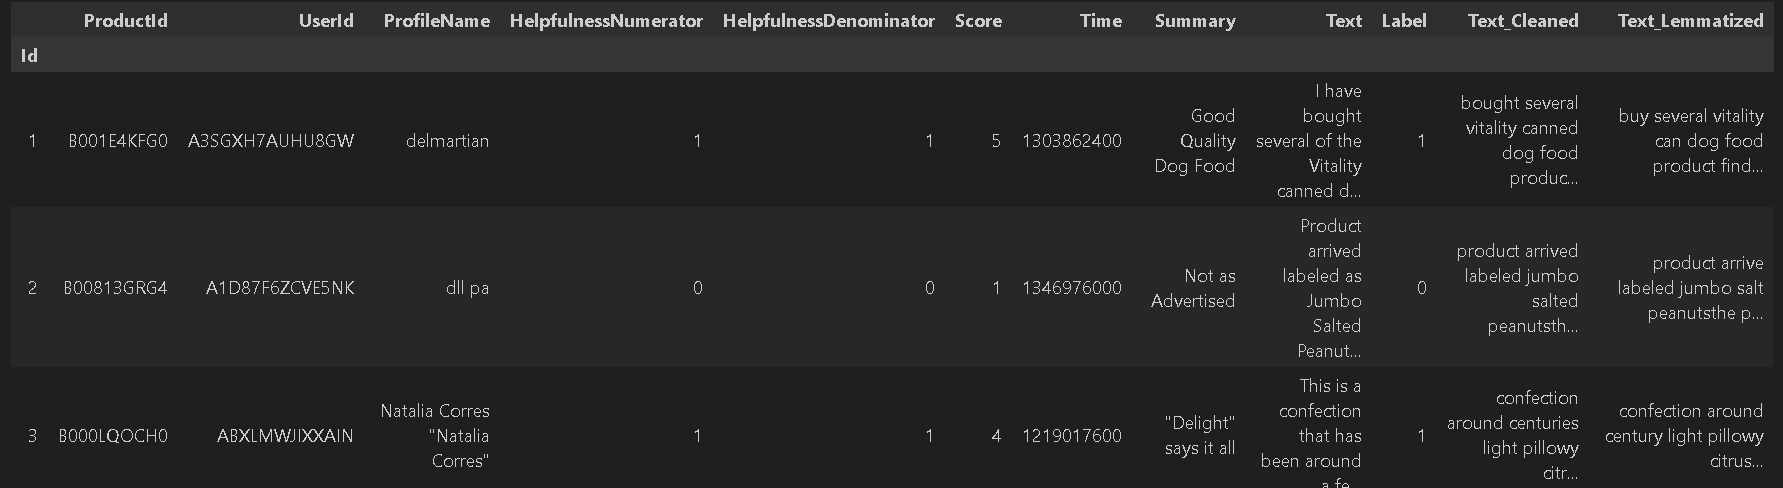 ProductId UserId ProfileName HelpfulnessNumerator HelpfulnessDenominator Score Time Summary Text Label Text_Cleaned Text_Lemmatized
Id
1 B001E4KFG0 A3SGXH7AUHU8GW delmartian 1 1 5 1303862400 Good Quality Dog Food I have bought several of the Vitality canned d... 1 bought several vitality canned dog food produc... buy several vitality can dog food product find...
2 B00813GRG4 A1D87F6ZCVE5NK dll pa 0 0 1 1346976000 Not as Advertised Product arrived labeled as Jumbo Salted Peanut... 0 product arrived labeled jumbo salted peanutsth... product arrive labeled jumbo salt peanutsthe p...
3 B000LQOCH0 ABXLMWJIXXAIN Natalia Corres "Natalia Corres" 1 1 4 1219017600 "Delight" says it all This is a confection that has been around a fe... 1 confection around centuries light pillowy citr... confection around century light pillowy citrus...